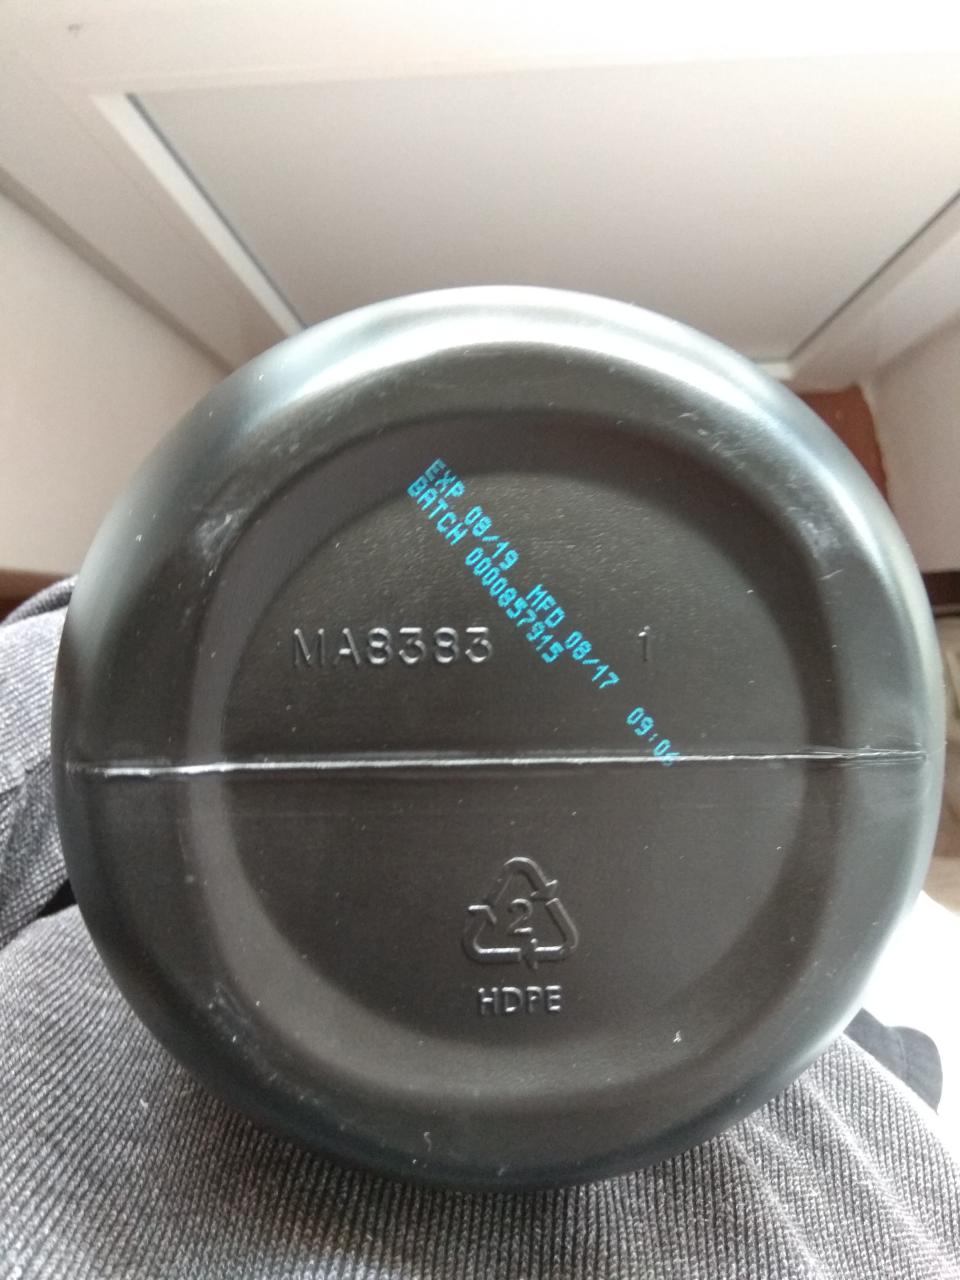 EXP 08/19 MFD 08/17 09:06
BATCH 0000857915
MA8383 1
2
HDPE